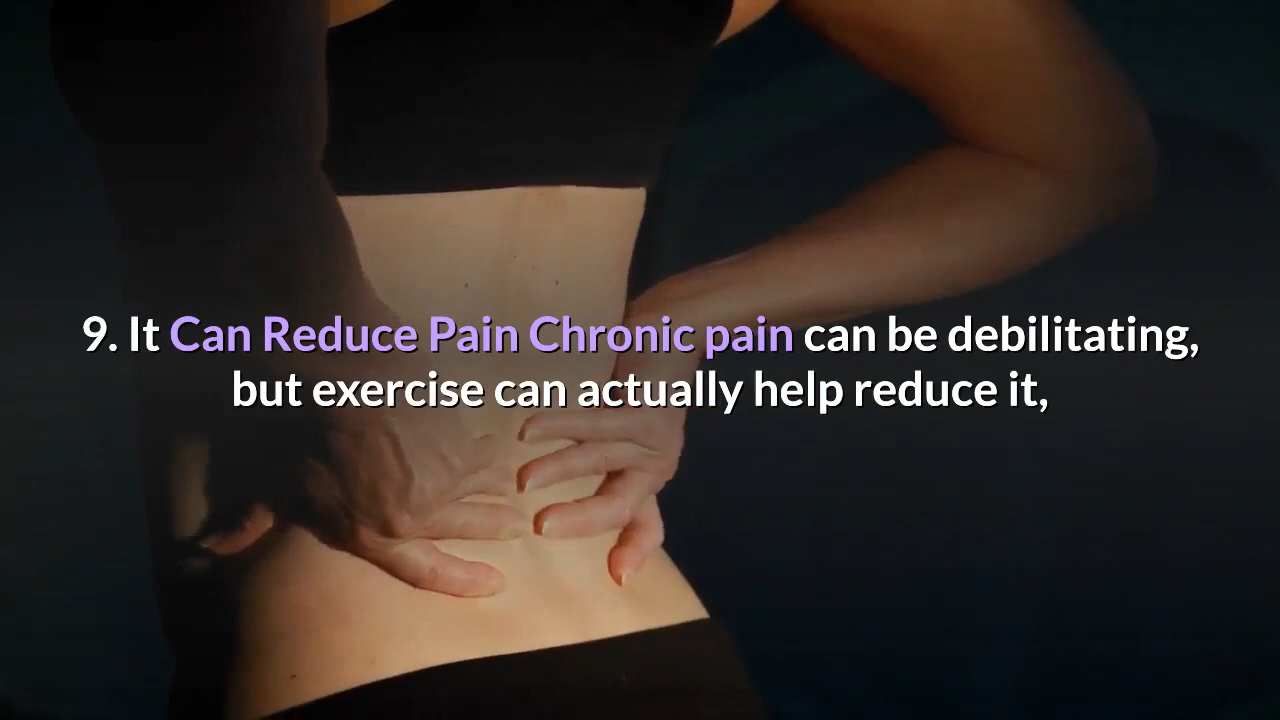 9. It Can Reduce Pain Chronic pain can be debilitating,
but exercise can actually help reduce it,